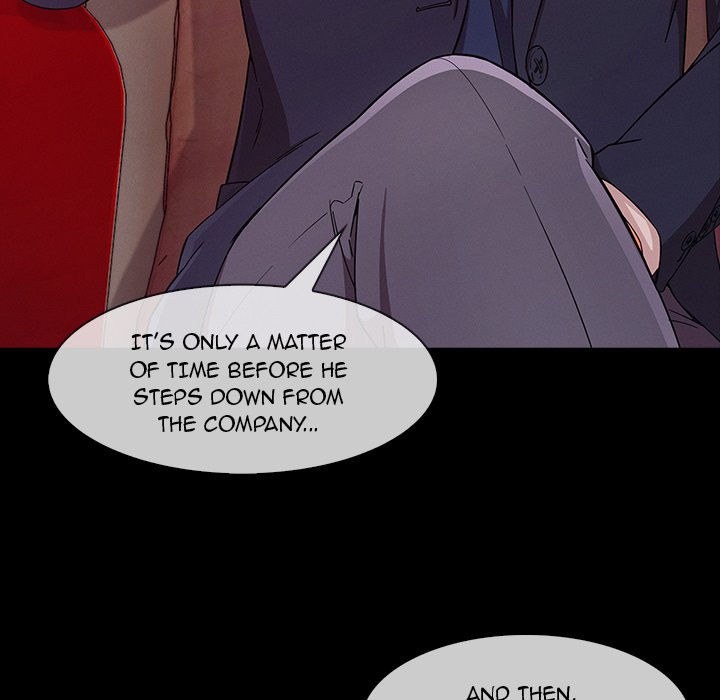 IT'S ONLY A MATTER
OF TIME BEFORE HE
STEPS DOWN FROM
THE COMPANY...
AND THEN,